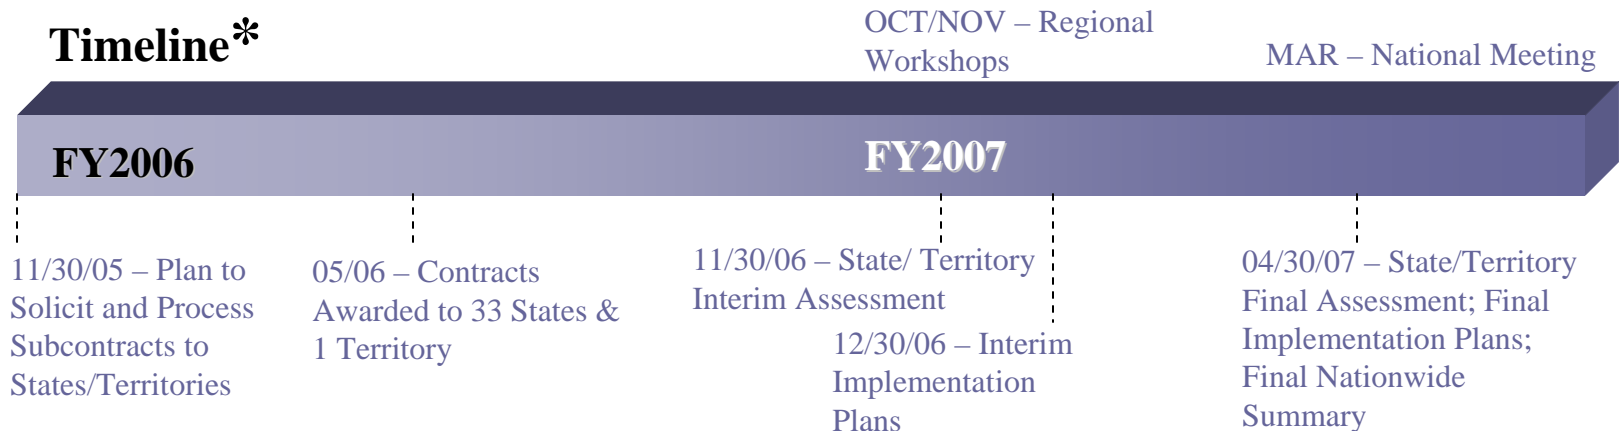 Timeline*
OCT/NOV – Regional
Workshops
MAR – National Meeting
FY2006
FY2007
11/30/05 – Plan to
Solicit and Process
Subcontracts to
States/Territories
05/06 – Contracts
Awarded to 33 States &
1 Territory
11/30/06 – State/ Territory
Interim Assessment
12/30/06 – Interim
Implementation
Plans
04/30/07 – State/Territory
Final Assessment; Final
Implementation Plans;
Final Nationwide
Summary